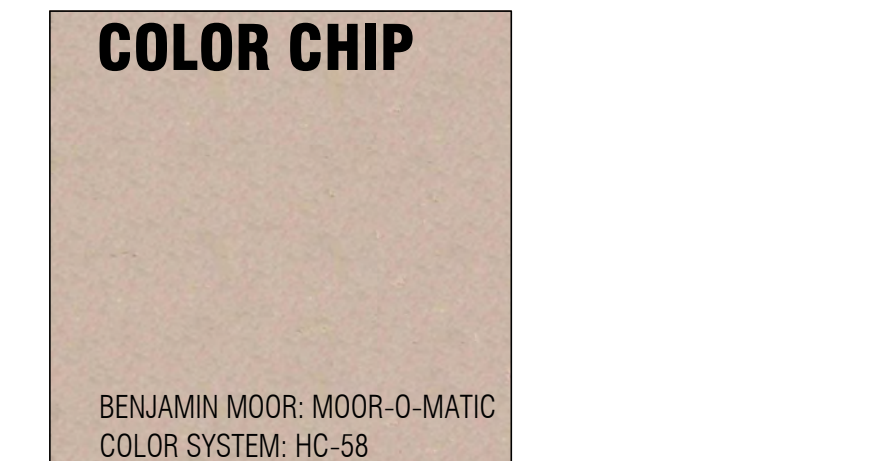 COLOR CHIP
BENJAMIN MOOR: MOOR-O-MATIC
COLOR SYSTEM: HC-58